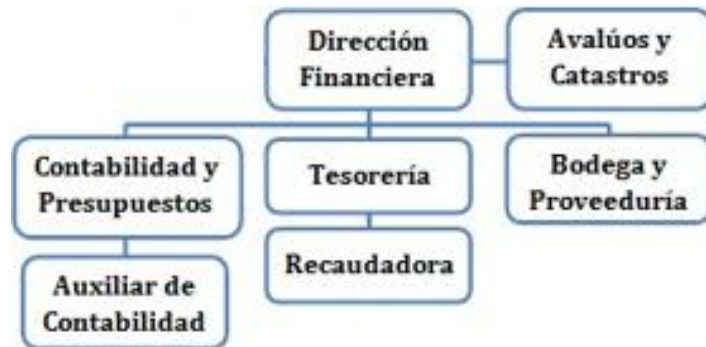 Dirección
Financiera
Avalúos y
Catastros
Contabilidad y
Presupuestos
Tesorería
Bodega y
Proveeduría
Auxiliar de
Contabilidad
Recaudadora